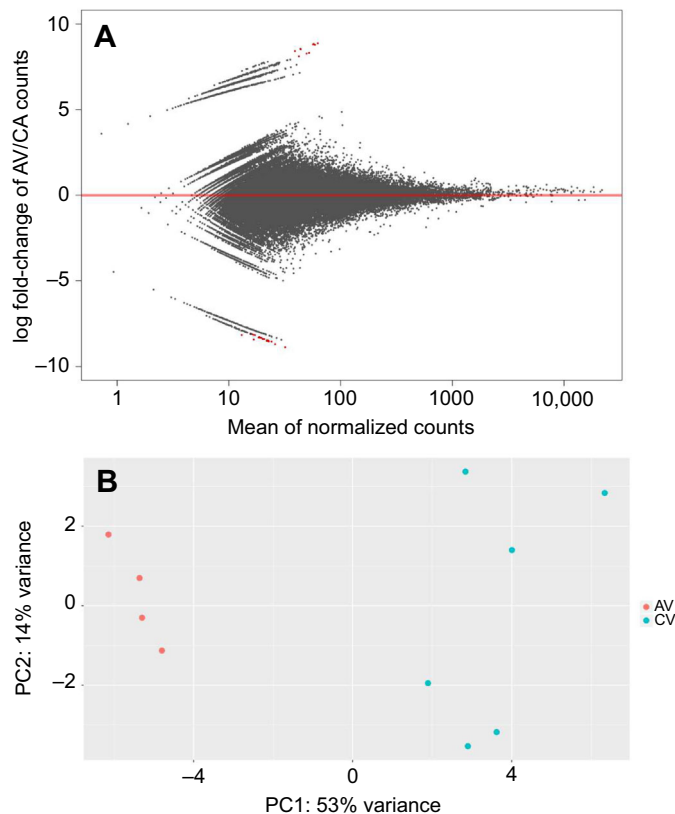 A
log fold-change of AV/CA counts
10
5
0
–5
–10
1
10
100
1000
10,000
Mean of normalized counts
B
PC2: 14% variance
2
0
–2
–4
0
4
PC1: 53% variance
AV
CV